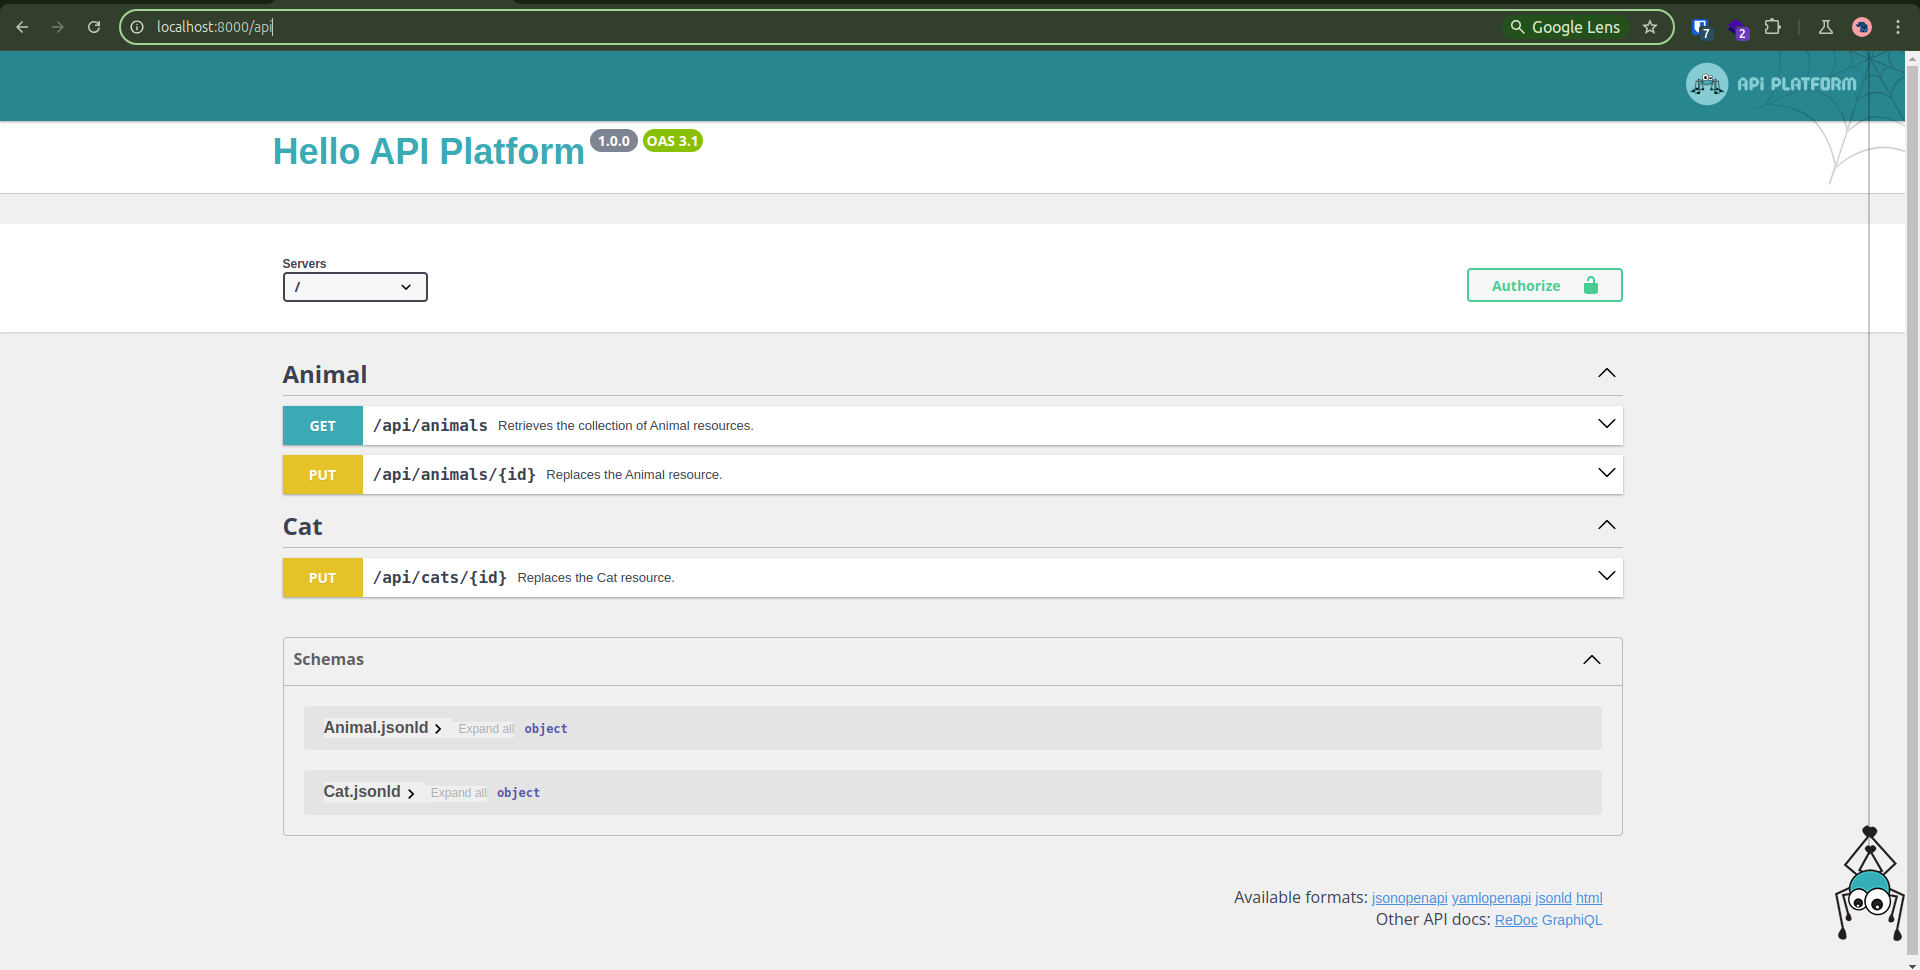 localhost:8000/api
Google Lens
7
2
API PLATFORM
Hello API Platform 1.0.0 OAS 3.1
Servers
/
Authorize
Animal
GET /api/animals Retrieves the collection of Animal resources.
PUT /api/animals/{id} Replaces the Animal resource.
Cat
PUT /api/cats/{id} Replaces the Cat resource.
Schemas
Animal.jsonld Expand all object
Cat.jsonld Expand all object
Available formats: jsonopenapi yamlopenapi jsonld html
Other API docs: ReDoc GraphiQL